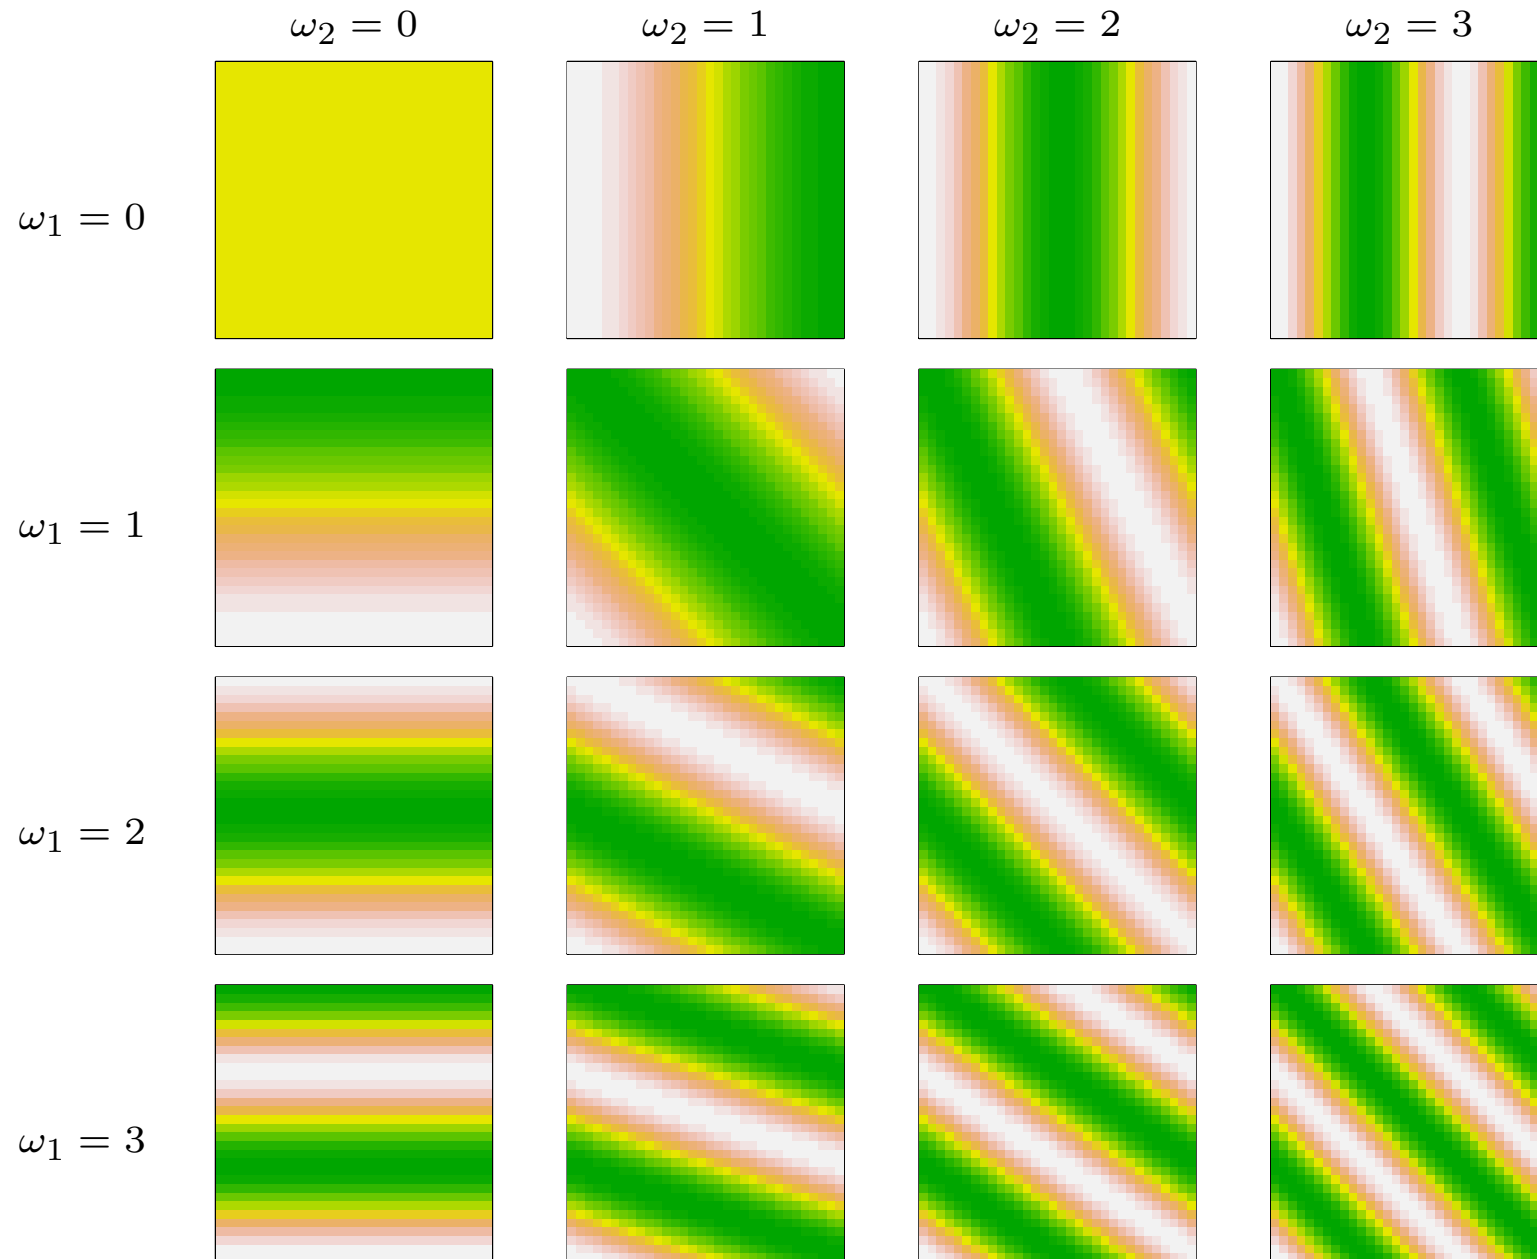 ω₂ = 0 ω₂ = 1 ω₂ = 2 ω₂ = 3
ω₁ = 0
ω₁ = 1
ω₁ = 2
ω₁ = 3